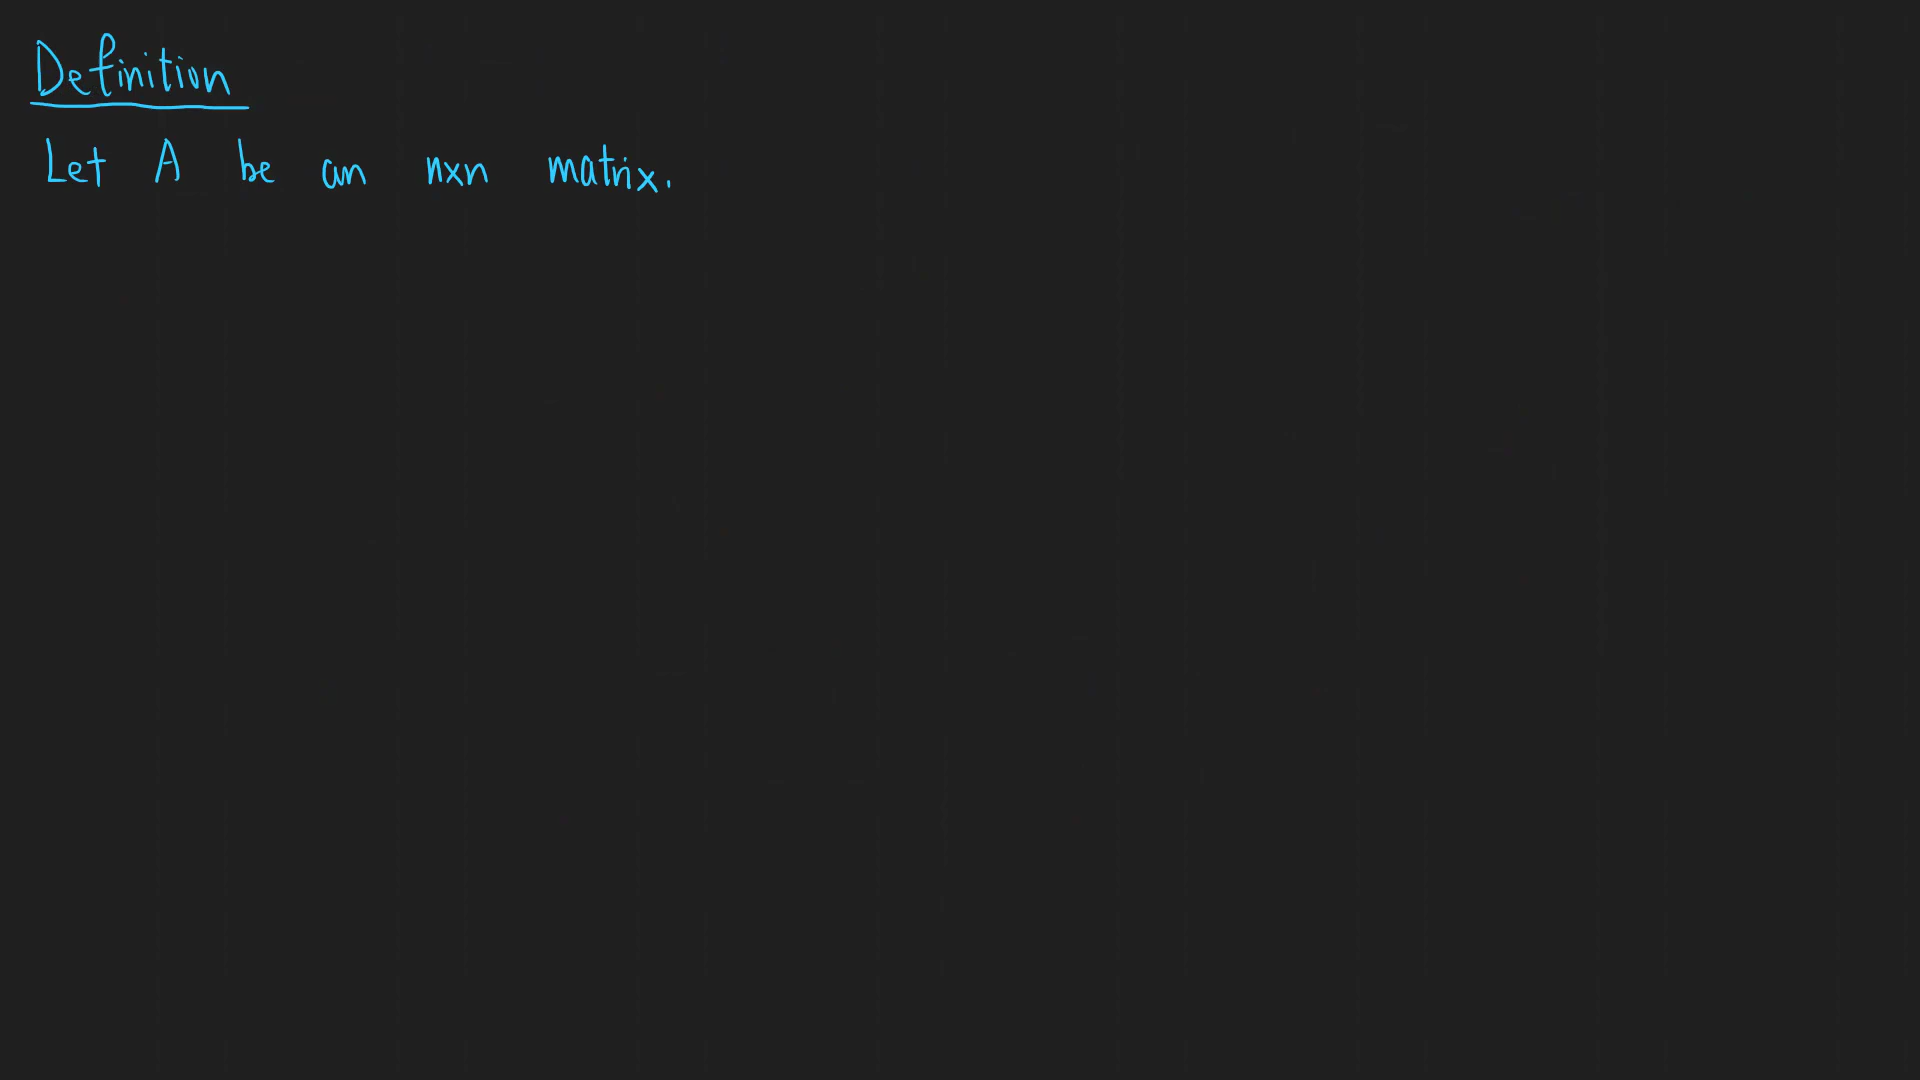 Definition
Let A be an nxn matrix.